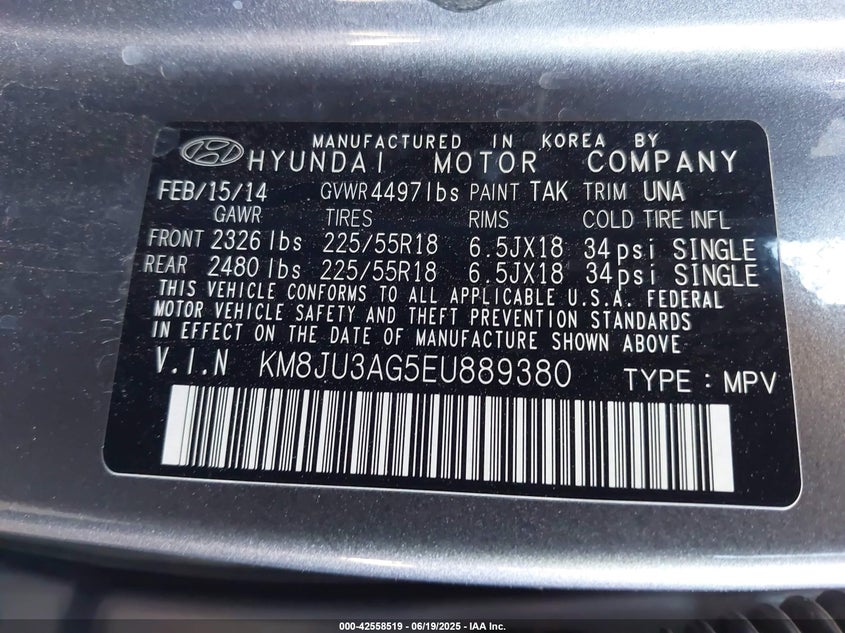 MANUFACTURED IN KOREA BY
HYUNDAI MOTOR COMPANY
FEB/15/14 GVWR 4497lbs PAINT TAK TRIM UNA
GAWR TIRES RIMS COLD TIRE INFL
FRONT 2326 lbs 225/55R18 6.5JX18 34psi SINGLE
REAR 2480 lbs 225/55R18 6.5JX18 34psi SINGLE
THIS VEHICLE CONFORMS TO ALL APPLICABLE U.S.A. FEDERAL
MOTOR VEHICLE SAFETY AND THEFT PREVENTION STANDARDS
IN EFFECT ON THE DATE OF MANUFACTURE SHOWN ABOVE
V.I.N KM8JU3AG5EU889380 TYPE : MPV
000-42558519 - 06/19/2025 - IAA Inc.